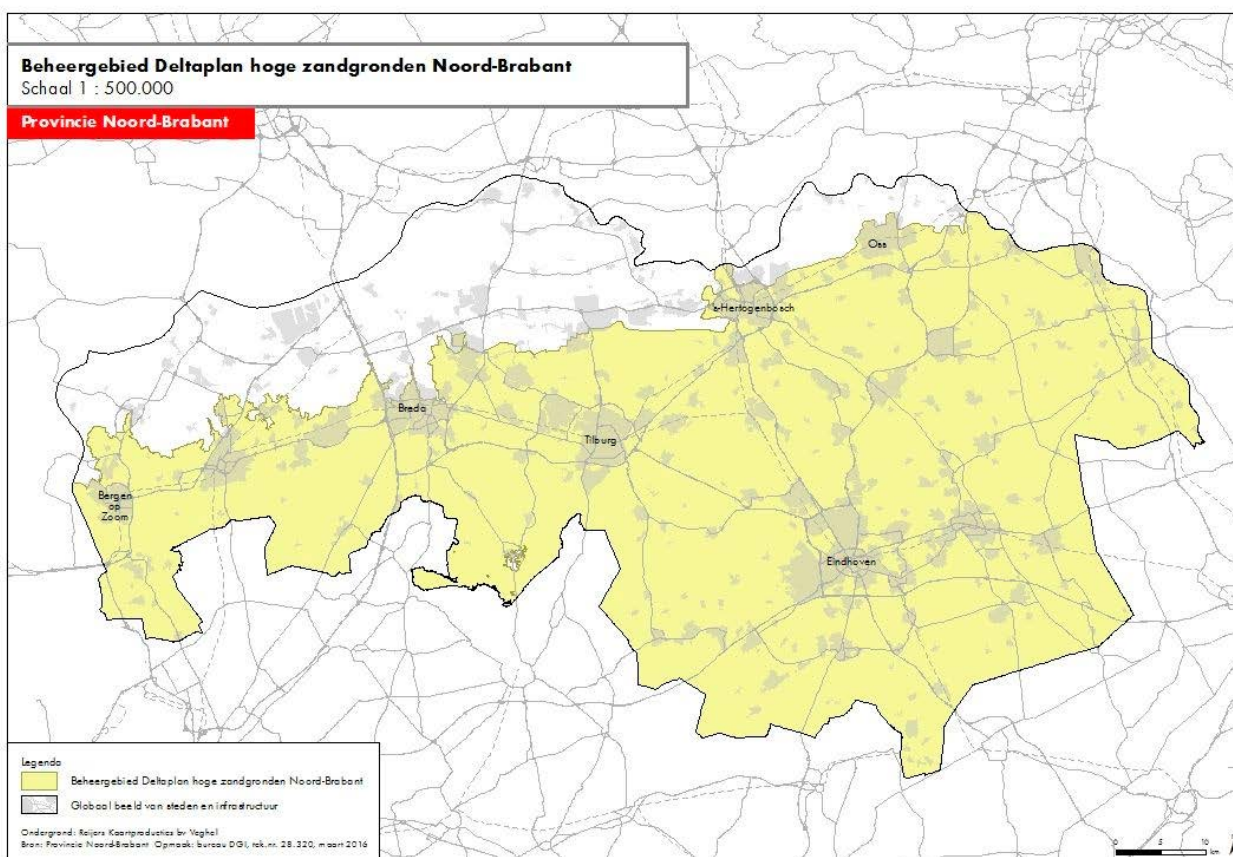 Beheergebied Deltaplan hoge zandgronden Noord-Brabant
Schaal 1 : 500.000
Provincie Noord-Brabant
Oss
's-Hertogenbosch
Breda
Tilburg
Bergen
op
Zoom
Eindhoven
Legenda
Beheergebied Deltaplan hoge zandgronden Noord-Brabant
Globaal beeld van steden en infrastructuur
Ondergrond: Reijers Kaartproducties bv Veghel
Bron: Provincie Noord-Brabant Opmaak: bureau DGI, tek.nr. 28.320, maart 2016
0 5 10
km